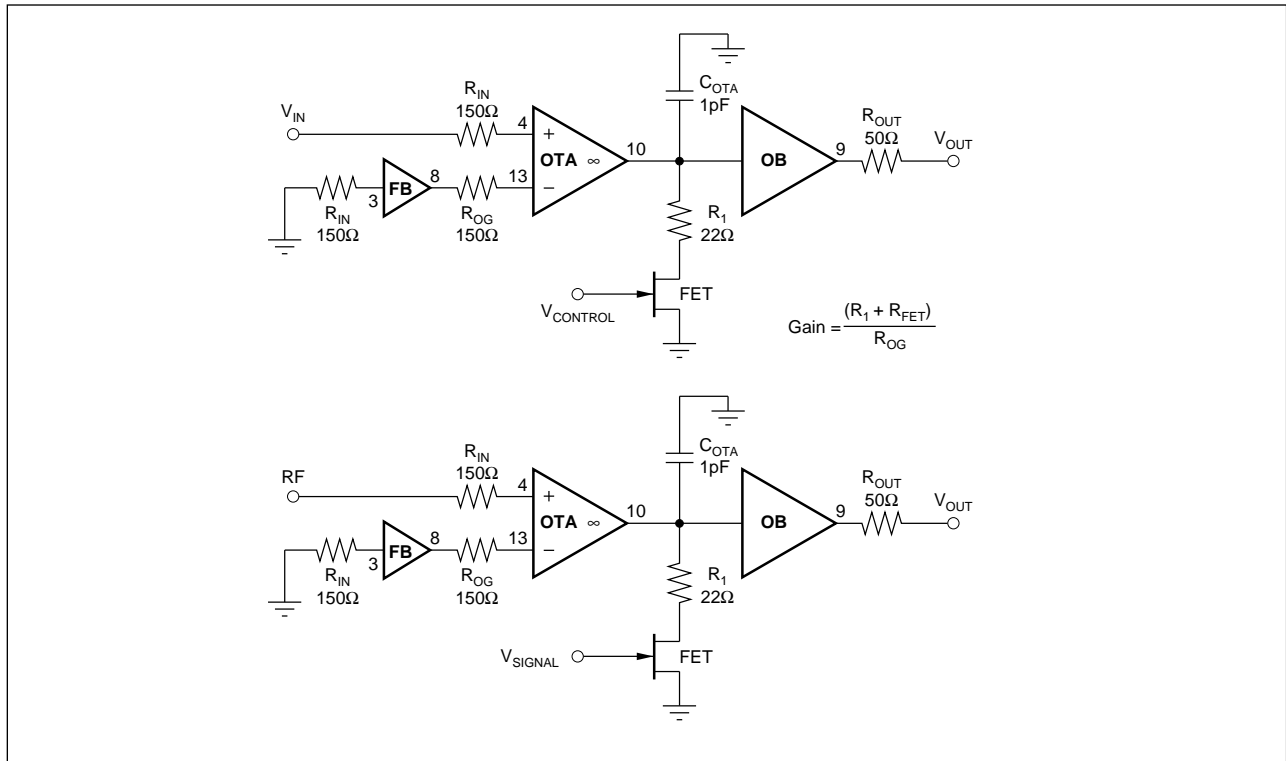 C_OTA
1pF
R_IN
150Ω
V_IN
4
+
OTA ∞
10
OB
9
R_OUT
50Ω
V_OUT
FB
8
13
−
3
R_IN
150Ω
R_OG
150Ω
R_1
22Ω
FET
V_CONTROL
Gain = (R_1 + R_FET)
R_OG
C_OTA
1pF
R_IN
150Ω
RF
4
+
OTA ∞
10
OB
9
R_OUT
50Ω
V_OUT
FB
8
13
−
3
R_IN
150Ω
R_OG
150Ω
R_1
22Ω
FET
V_SIGNAL